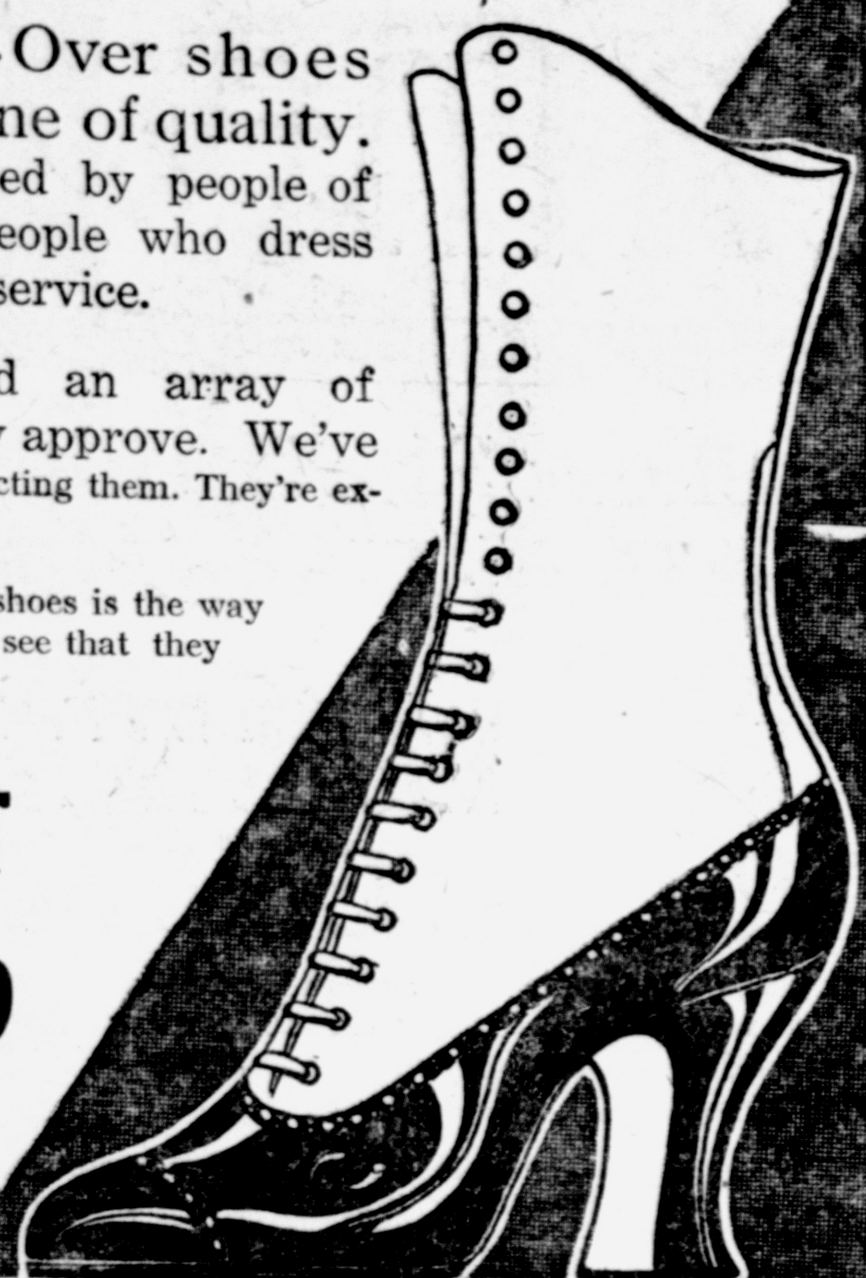 -Over shoes
ne of quality.
ed by people of
eople who dress
service.
d an array of
approve. We've
cting them. They're ex-
shoes is the way
see that they